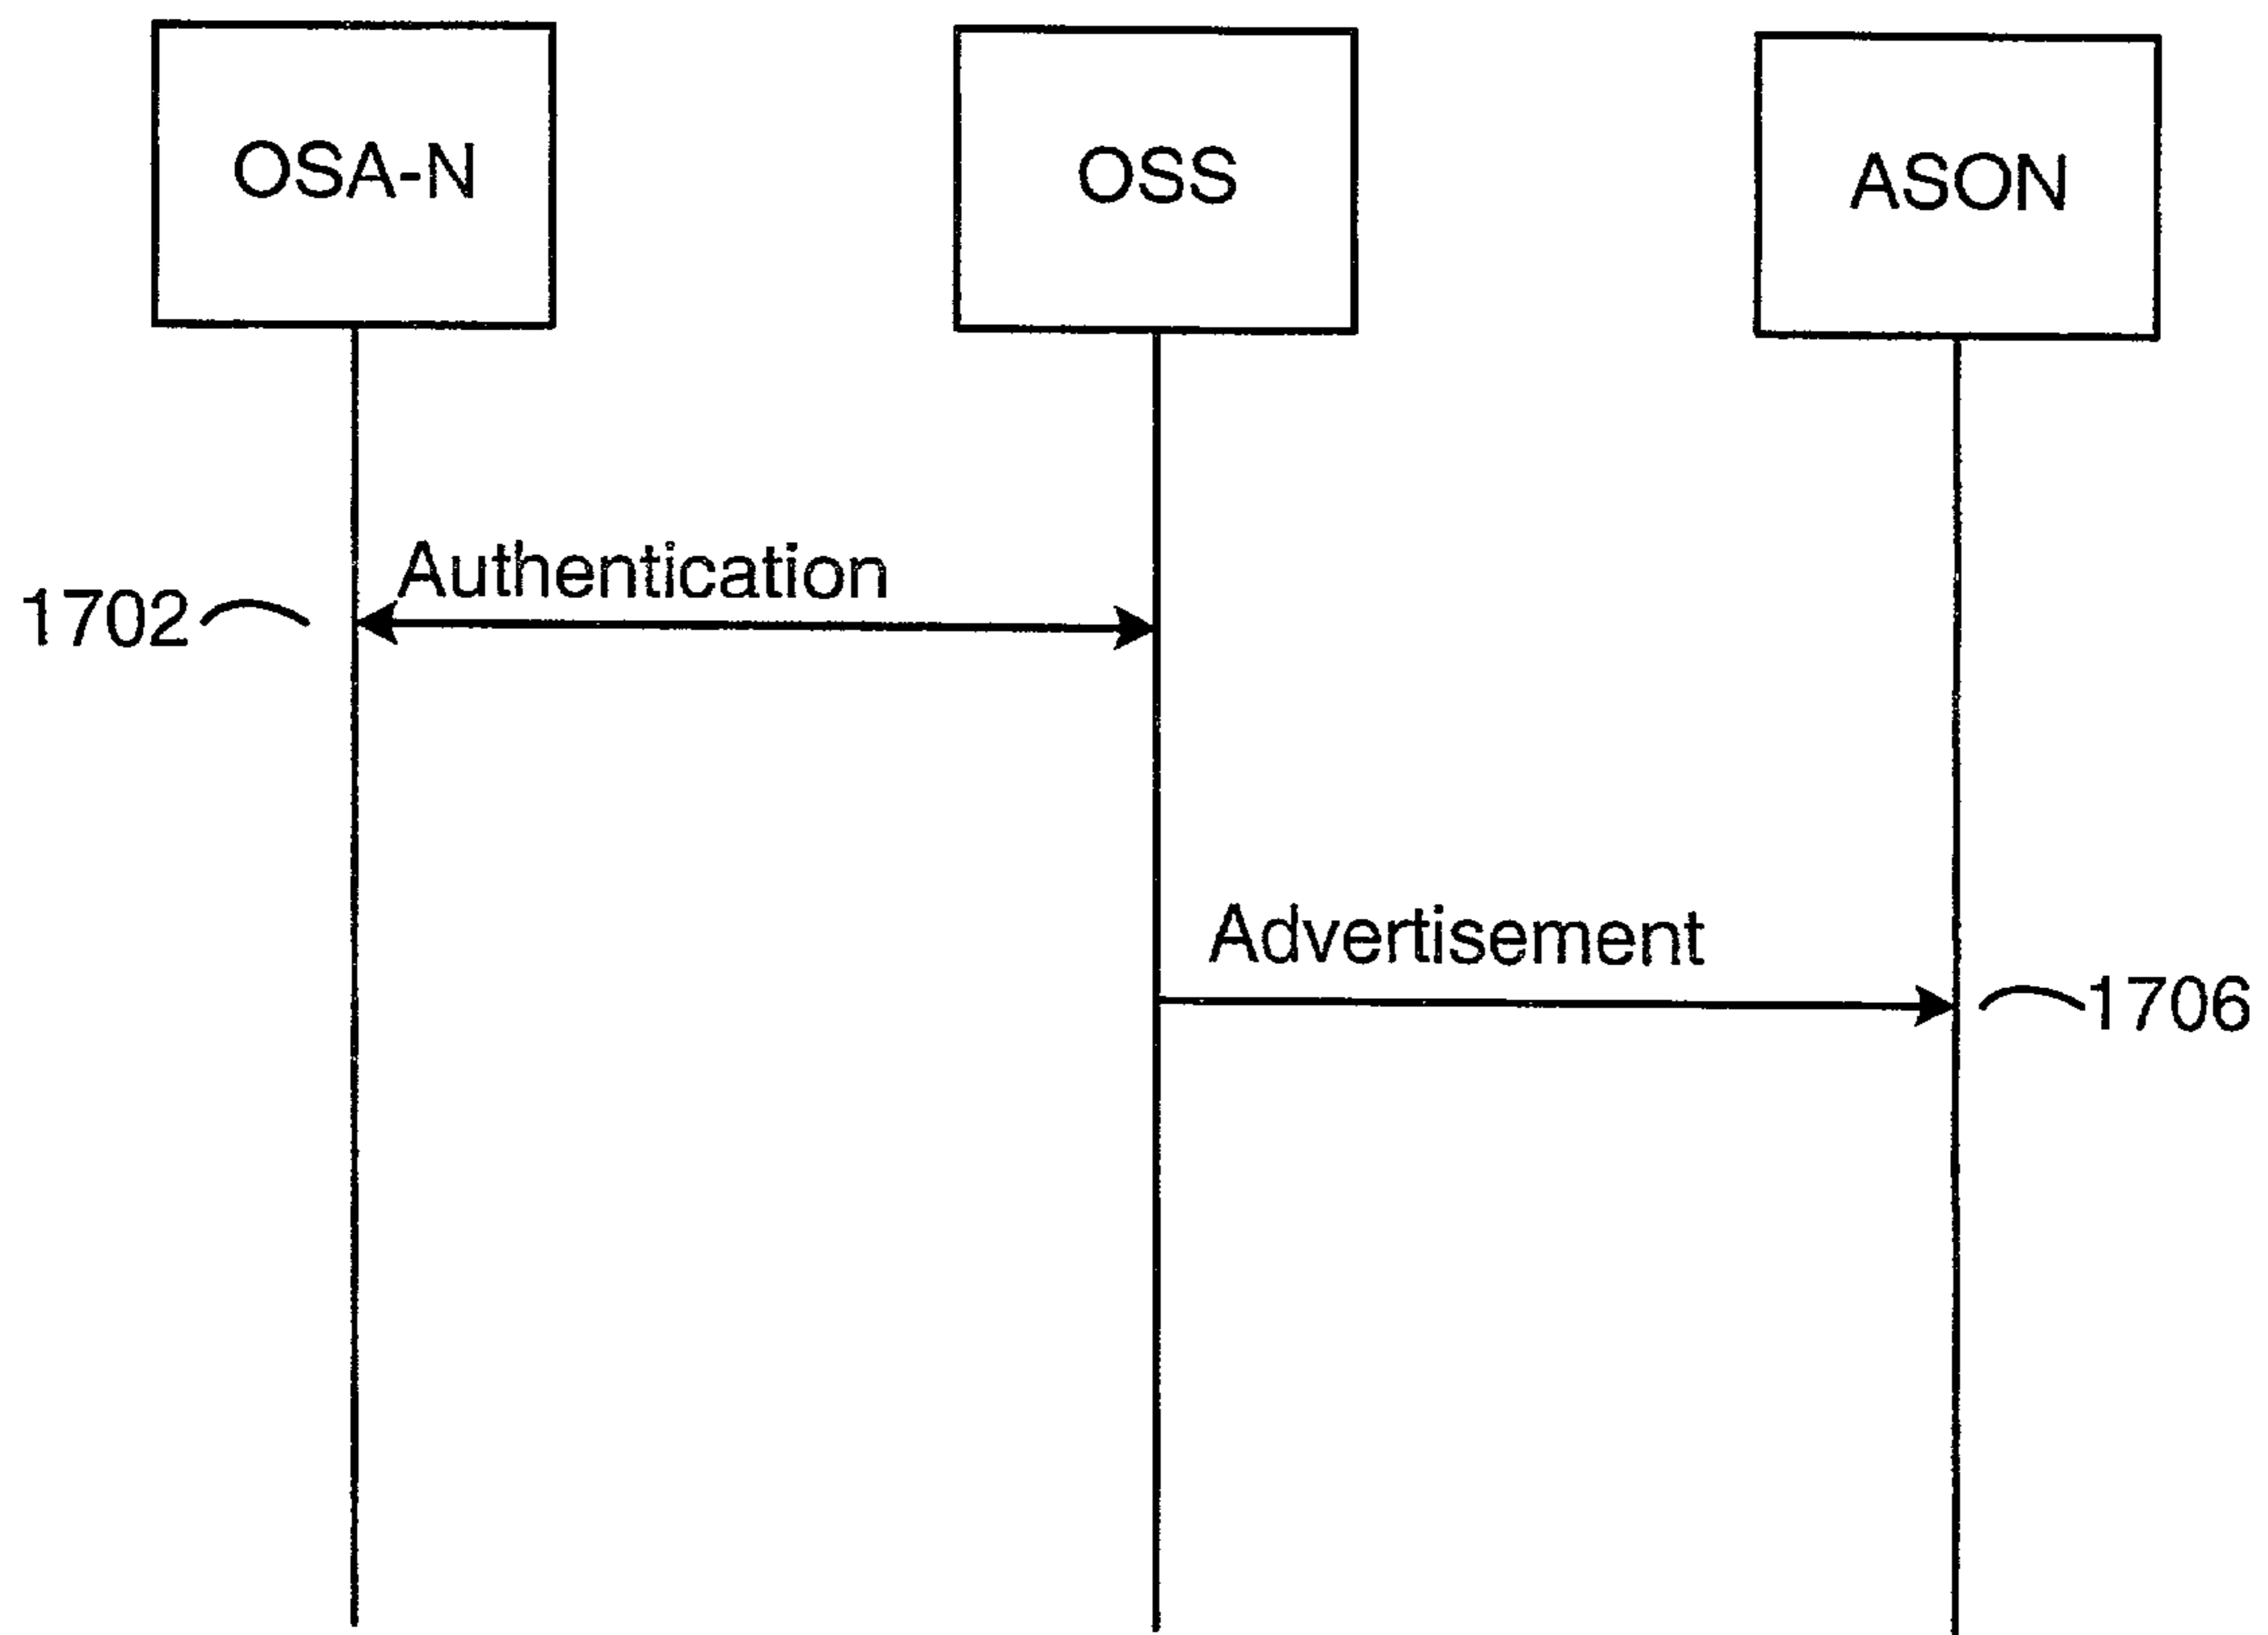 OSA-N
OSS
ASON
Authentication
1702
Advertisement
1706